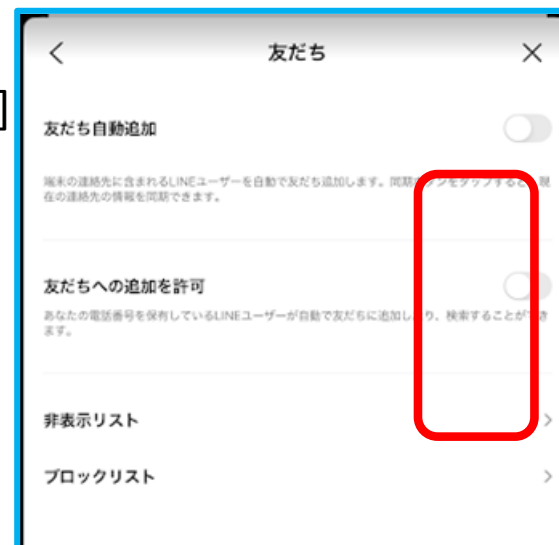 友だち
友だち自動追加
端末の連絡先に含まれるLINEユーザーを自動で友だち追加します。同期ボタンをタップすると、現
在の連絡先の情報を同期できます。
友だちへの追加を許可
あなたの電話番号を保有しているLINEユーザーが自動で友だちに追加したり、検索することができ
ます。
非表示リスト
ブロックリスト